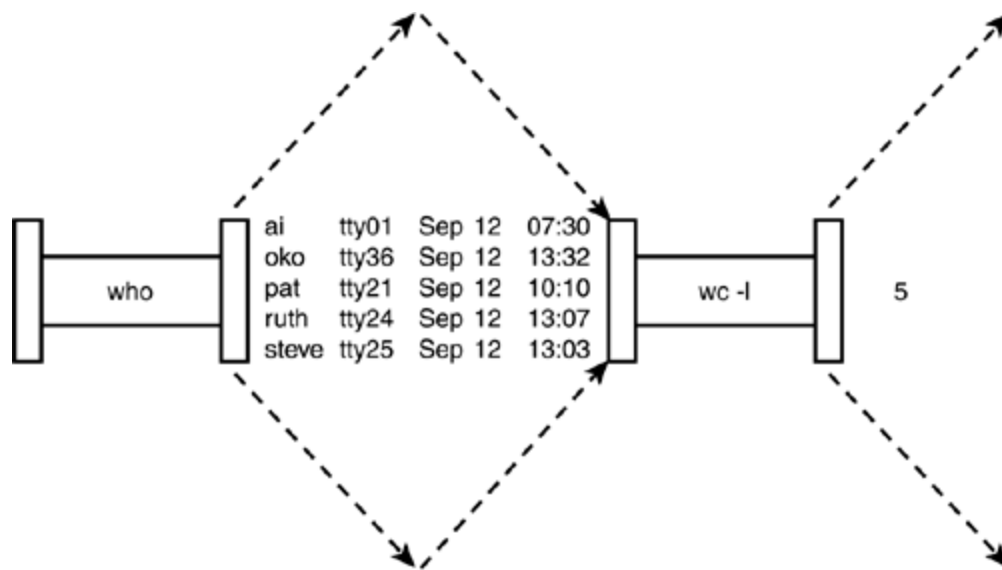 who
ai tty01 Sep 12 07:30
oko tty36 Sep 12 13:32
pat tty21 Sep 12 10:10
ruth tty24 Sep 12 13:07
steve tty25 Sep 12 13:03
wc -l
5